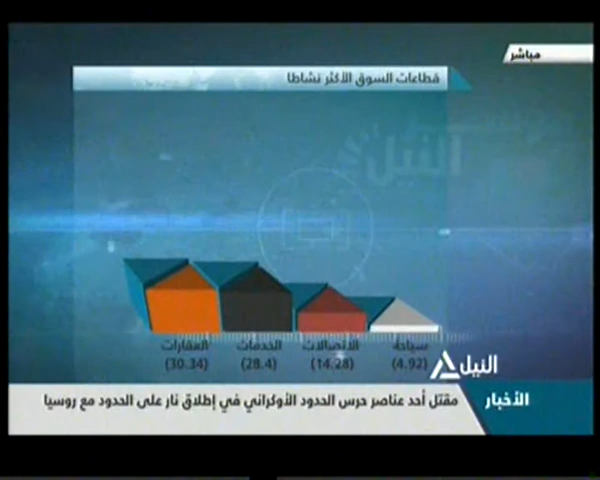 مباشر
قطاعات السوق الأكثر نشاطا
النيل
العقارات الخدمات الاتصالات سياحة
(30.34) (28.4) (14.28) (4.92)
النيل
الأخبار
مقتل أحد عناصر حرس الحدود الأوكراني في إطلاق نار على الحدود مع روسيا